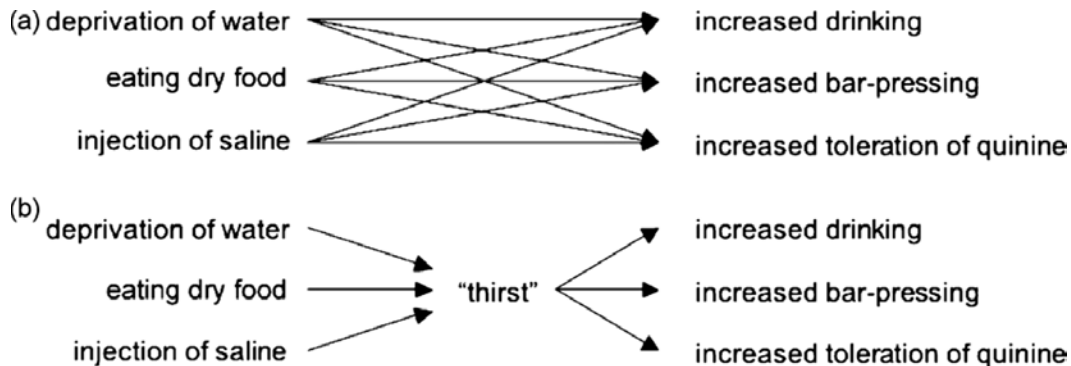 (a) deprivation of water increased drinking
eating dry food increased bar-pressing
injection of saline increased toleration of quinine
(b)
deprivation of water increased drinking
eating dry food "thirst" increased bar-pressing
injection of saline increased toleration of quinine